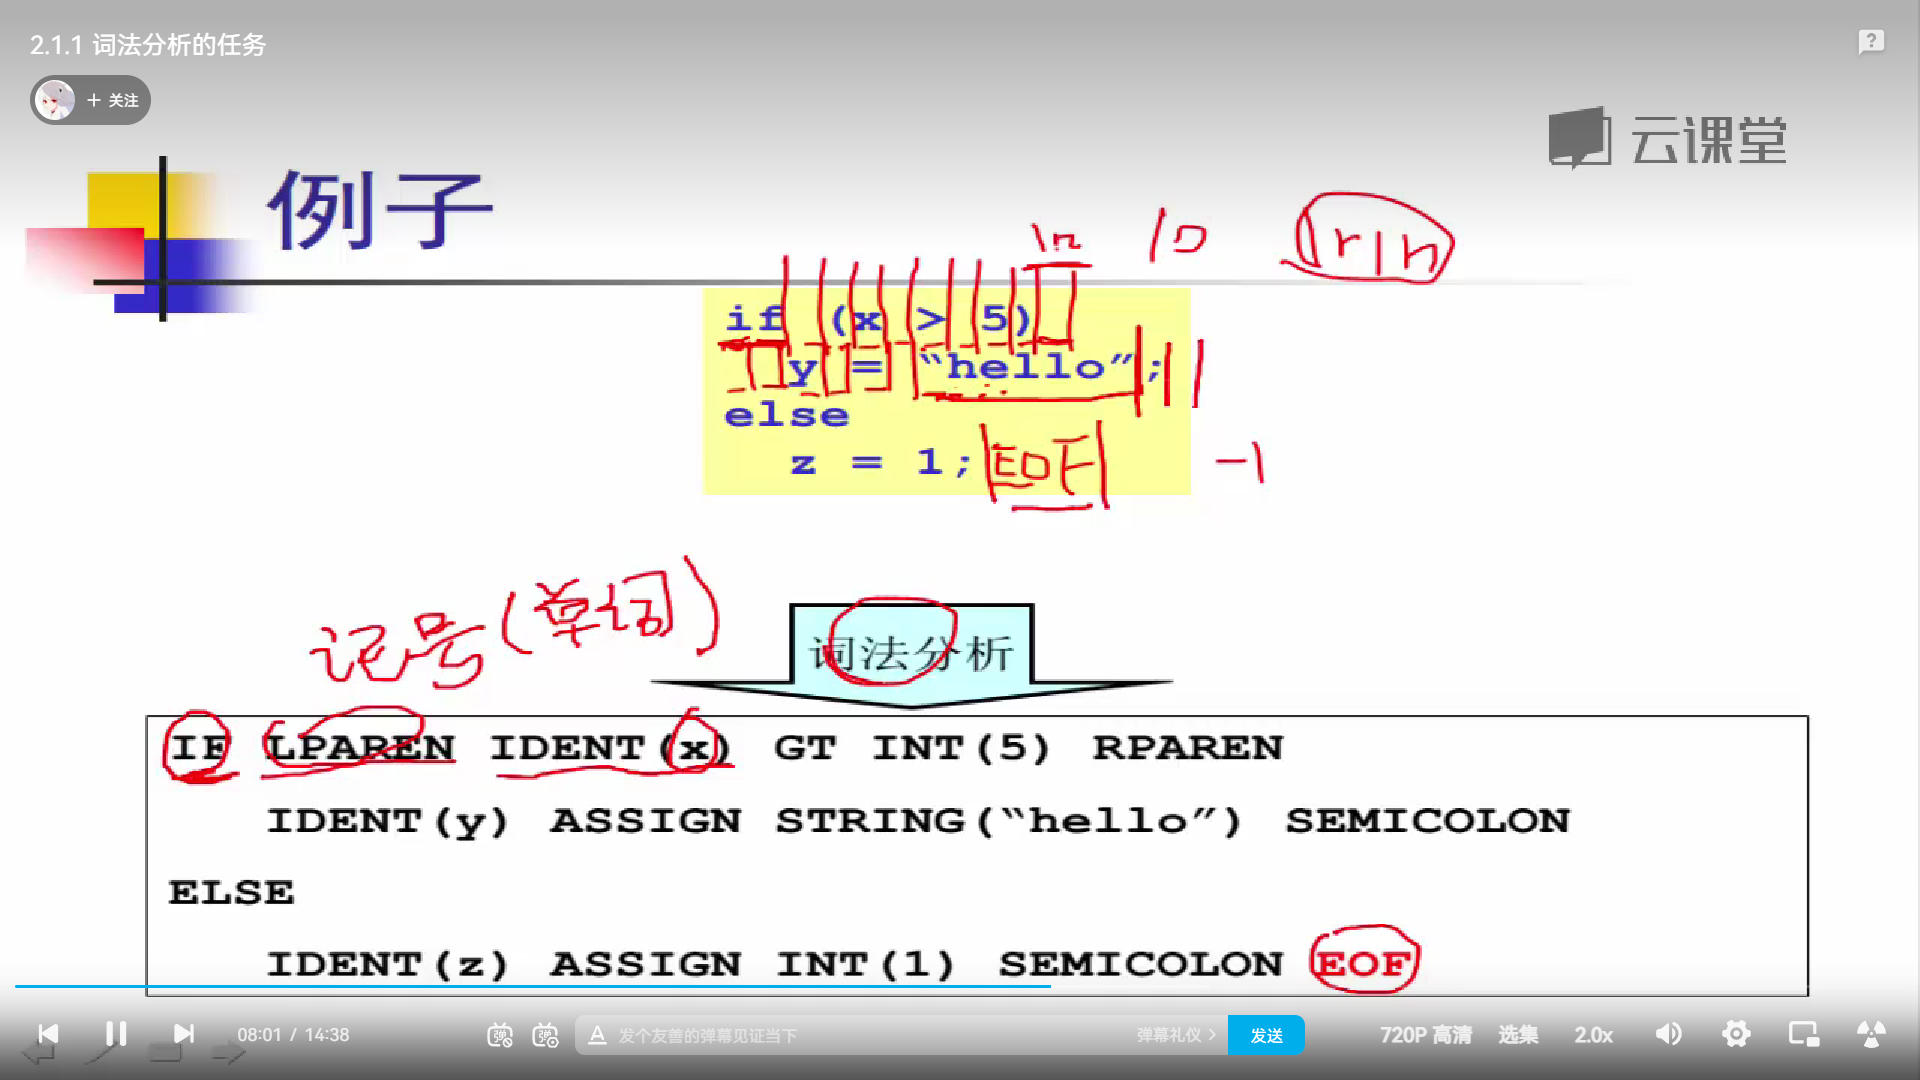 2.1.1 词法分析的任务
+ 关注
云课堂
例子
\n 10 \r\n
if (x > 5)
y = “hello”;
else
z = 1; EOF -1
记号(单词)
词法分析
IF LPAREN IDENT(x) GT INT(5) RPAREN
IDENT(y) ASSIGN STRING(“hello”) SEMICOLON
ELSE
IDENT(z) ASSIGN INT(1) SEMICOLON EOF
08:01 / 14:38 弹 弹 A 发个友善的弹幕见证当下 弹幕礼仪 > 发送 720P 高清 选集 2.0x